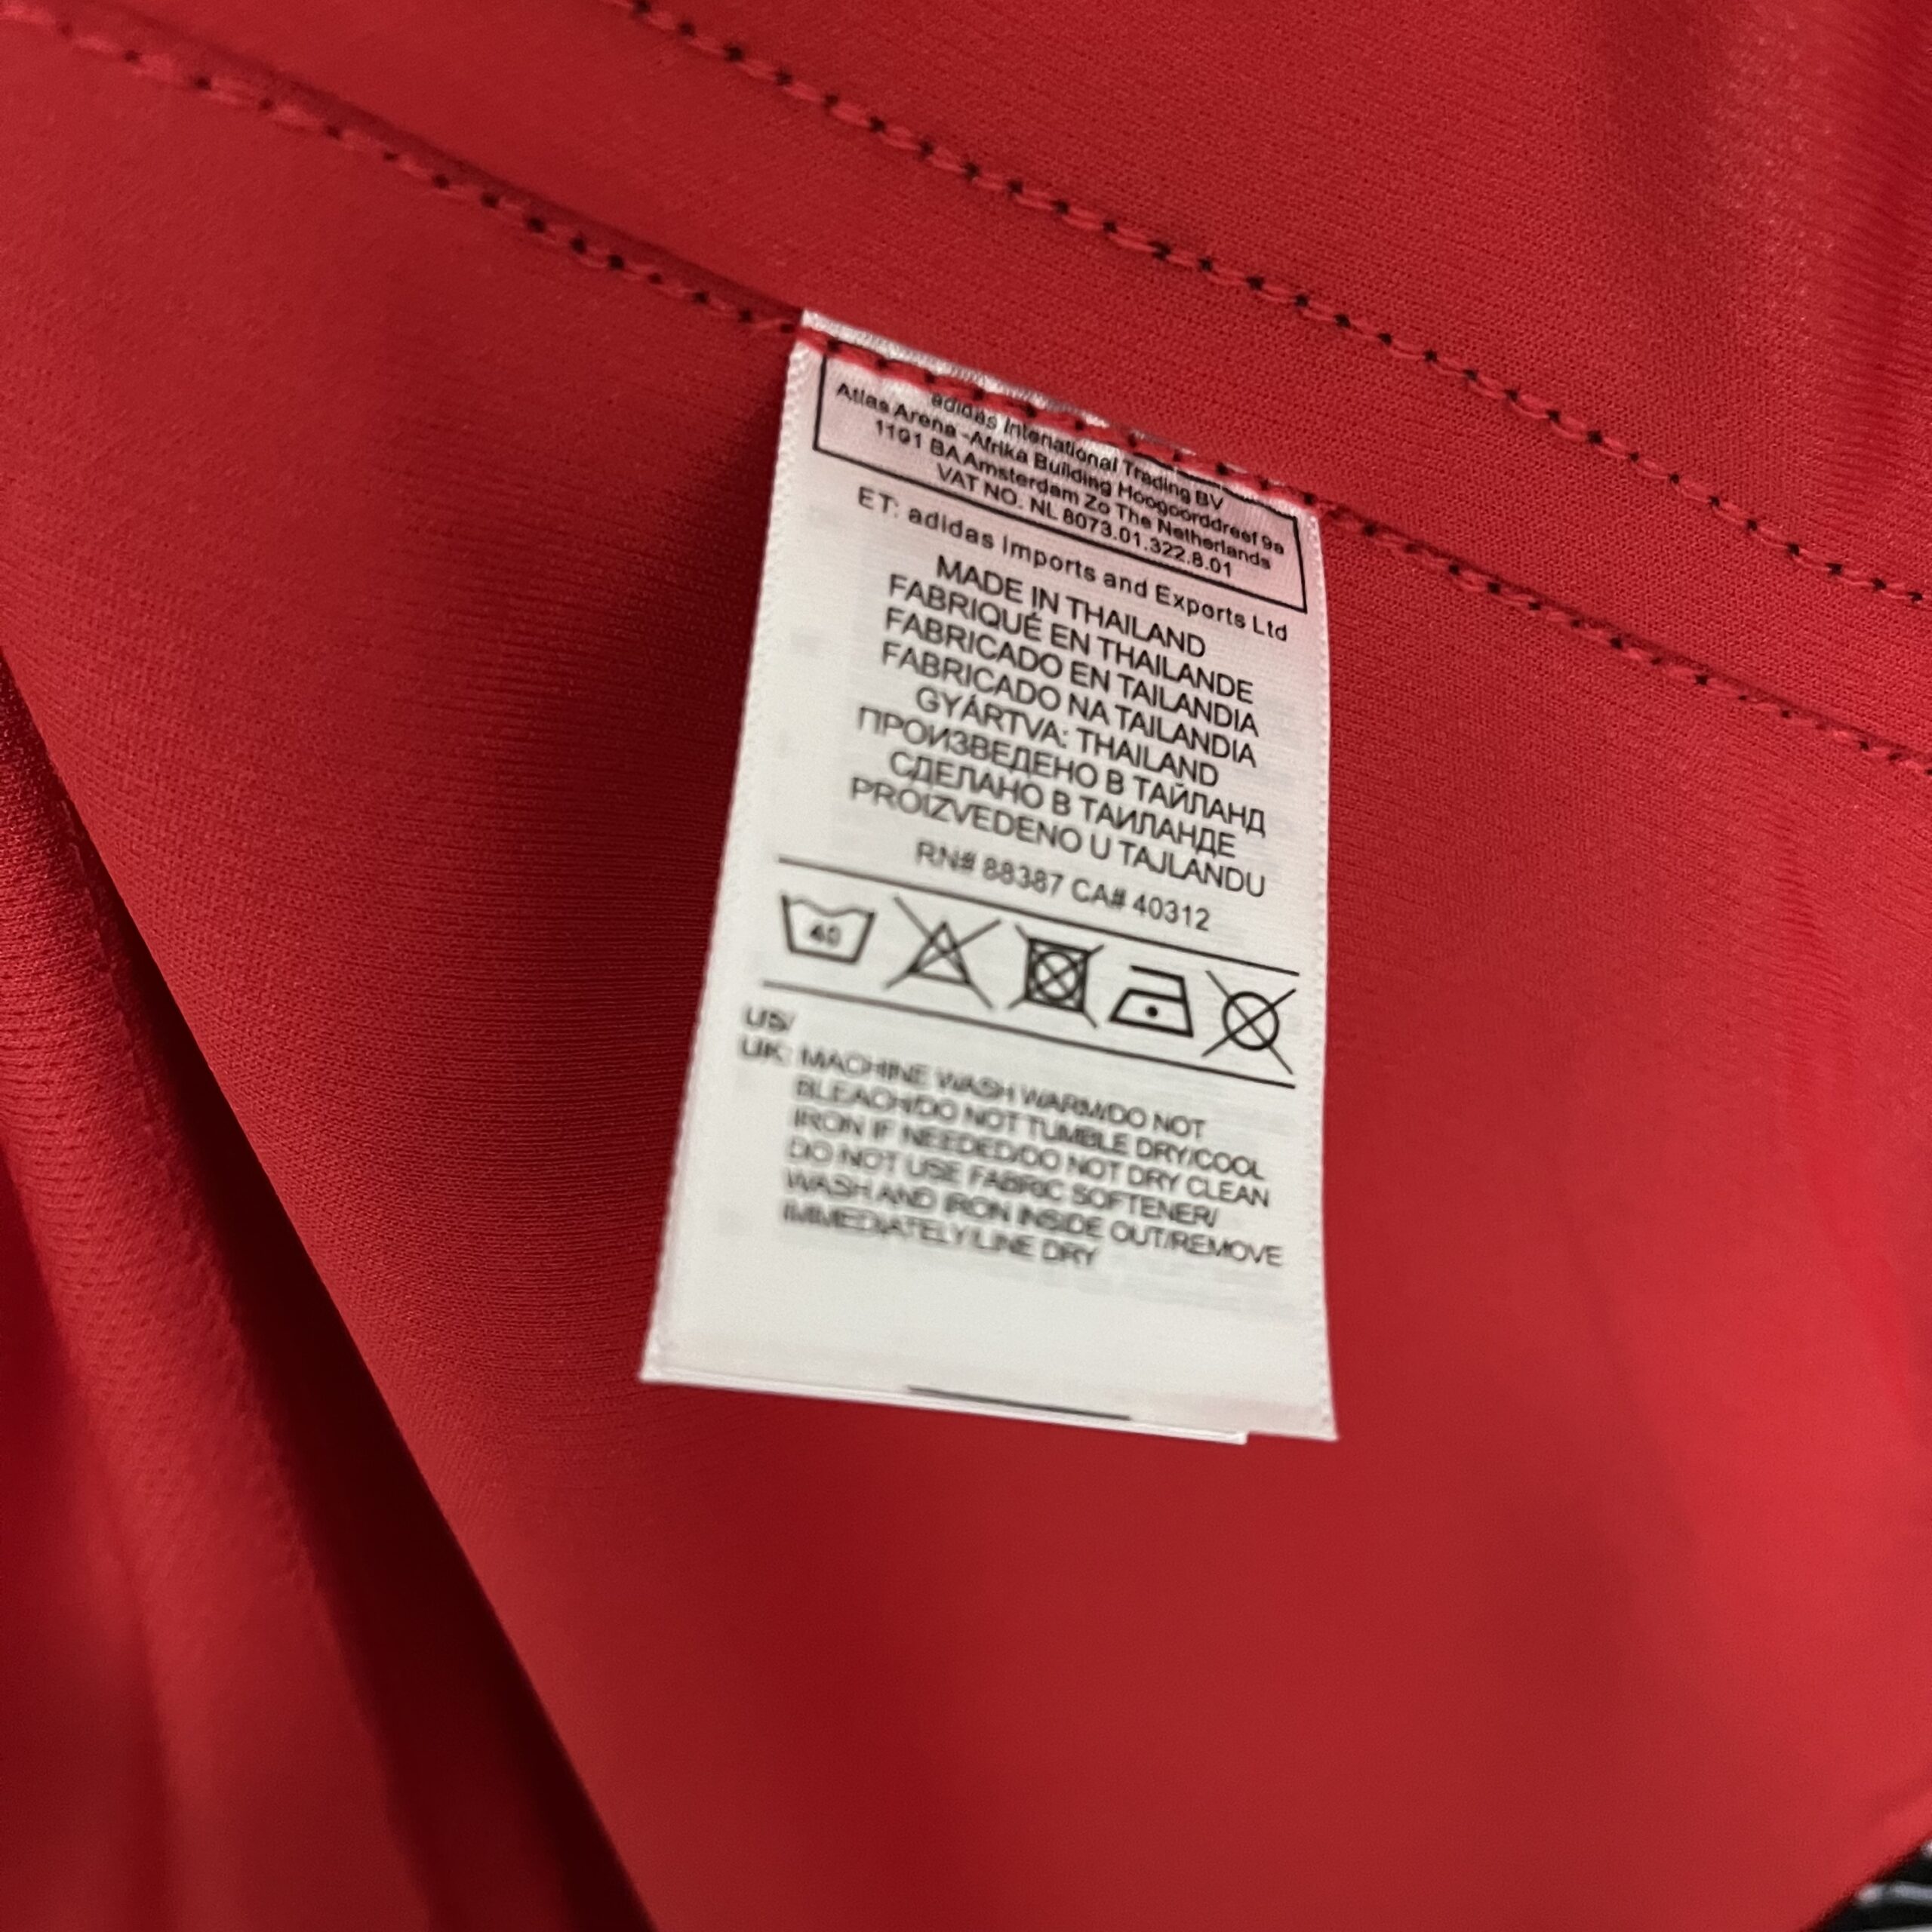 adidas International Trading BV
Atlas Arena -Afrika Building Hoogoorddreef 9a
1101 BA Amsterdam Zo The Netherlands
VAT NO. NL 8073.01.322.8.01
ET: adidas Imports and Exports Ltd
MADE IN THAILAND
FABRIQUÉ EN THAILANDE
FABRICADO EN TAILANDIA
FABRICADO NA TAILANDIA
GYÁRTVA: THAILAND
ПРОИЗВЕДЕНО В ТАЙЛАНД
СДЕЛАНО В ТАИЛАНДЕ
PROIZVEDENO U TAJLANDU
RN# 88387 CA# 40312
40
US/
UK: MACHINE WASH WARM/DO NOT
BLEACH/DO NOT TUMBLE DRY/COOL
IRON IF NEEDED/DO NOT DRY CLEAN
DO NOT USE FABRIC SOFTENER/
WASH AND IRON INSIDE OUT/REMOVE
IMMEDIATELY/LINE DRY